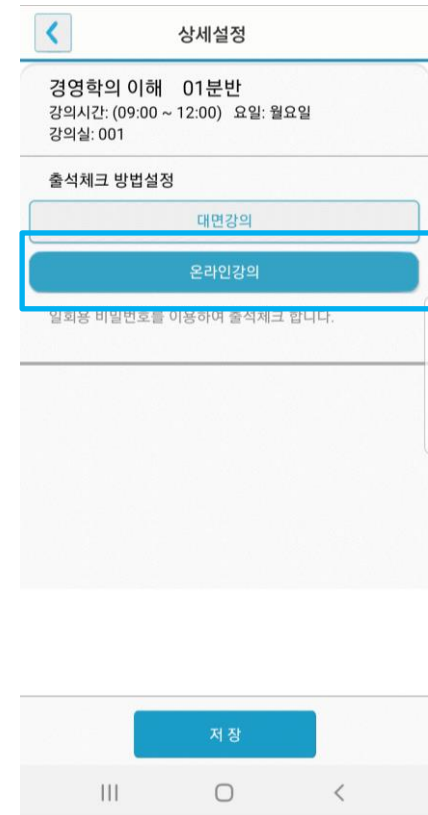 상세설정
경영학의 이해 01분반
강의시간: (09:00 ~ 12:00) 요일: 월요일
강의실: 001
출석체크 방법설정
대면강의
온라인강의
일회용 비밀번호를 이용하여 출석체크 합니다.
저 장